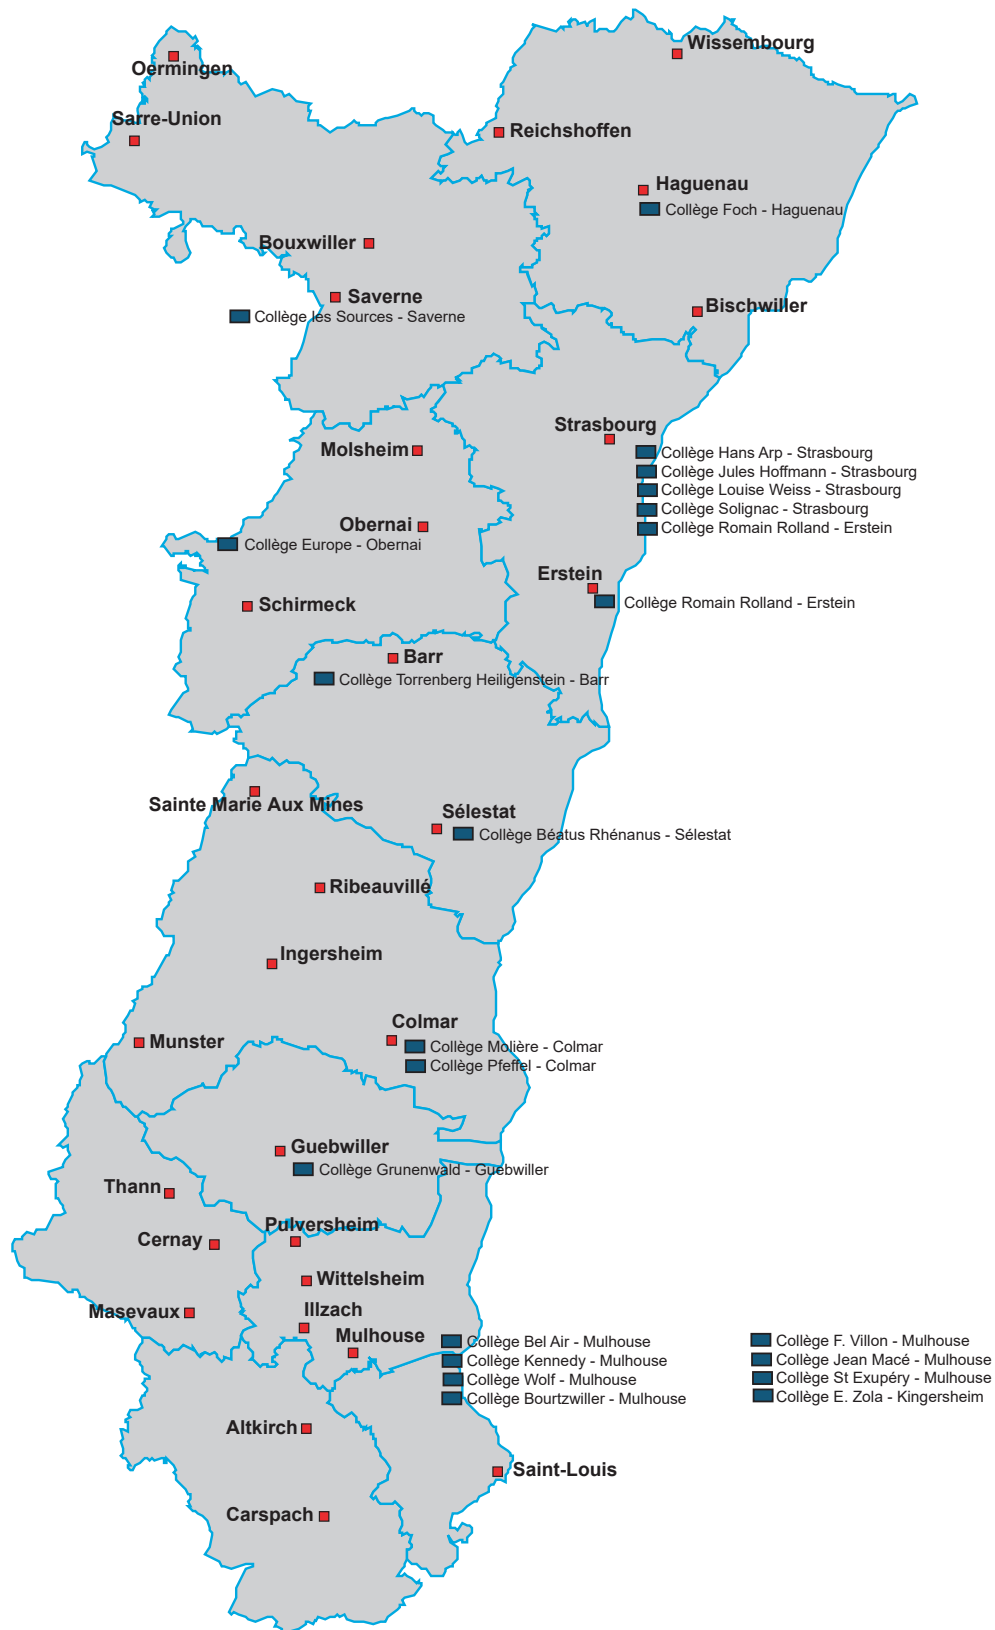 Wissembourg
Oermingen
Sarre-Union
Reichshoffen
Haguenau
Collège Foch - Haguenau
Bouxwiller
Saverne
Collège les Sources - Saverne
Bischwiller
Strasbourg
Molsheim
Collège Hans Arp - Strasbourg
Collège Jules Hoffmann - Strasbourg
Collège Louise Weiss - Strasbourg
Collège Solignac - Strasbourg
Collège Romain Rolland - Erstein
Obernai
Collège Europe - Obernai
Erstein
Collège Romain Rolland - Erstein
Schirmeck
Barr
Collège Torrenberg Heiligenstein - Barr
Sainte Marie Aux Mines
Sélestat
Collège Béatus Rhénanus - Sélestat
Ribeauvillé
Ingersheim
Colmar
Munster
Collège Molière - Colmar
Collège Pfeffel - Colmar
Guebwiller
Collège Grunenwald - Guebwiller
Thann
Pulversheim
Cernay
Wittelsheim
Masevaux
Illzach
Mulhouse
Collège Bel Air - Mulhouse
Collège Kennedy - Mulhouse
Collège Wolf - Mulhouse
Collège Bourtzwiller - Mulhouse
Collège F. Villon - Mulhouse
Collège Jean Macé - Mulhouse
Collège St Exupéry - Mulhouse
Collège E. Zola - Kingersheim
Altkirch
Saint-Louis
Carspach